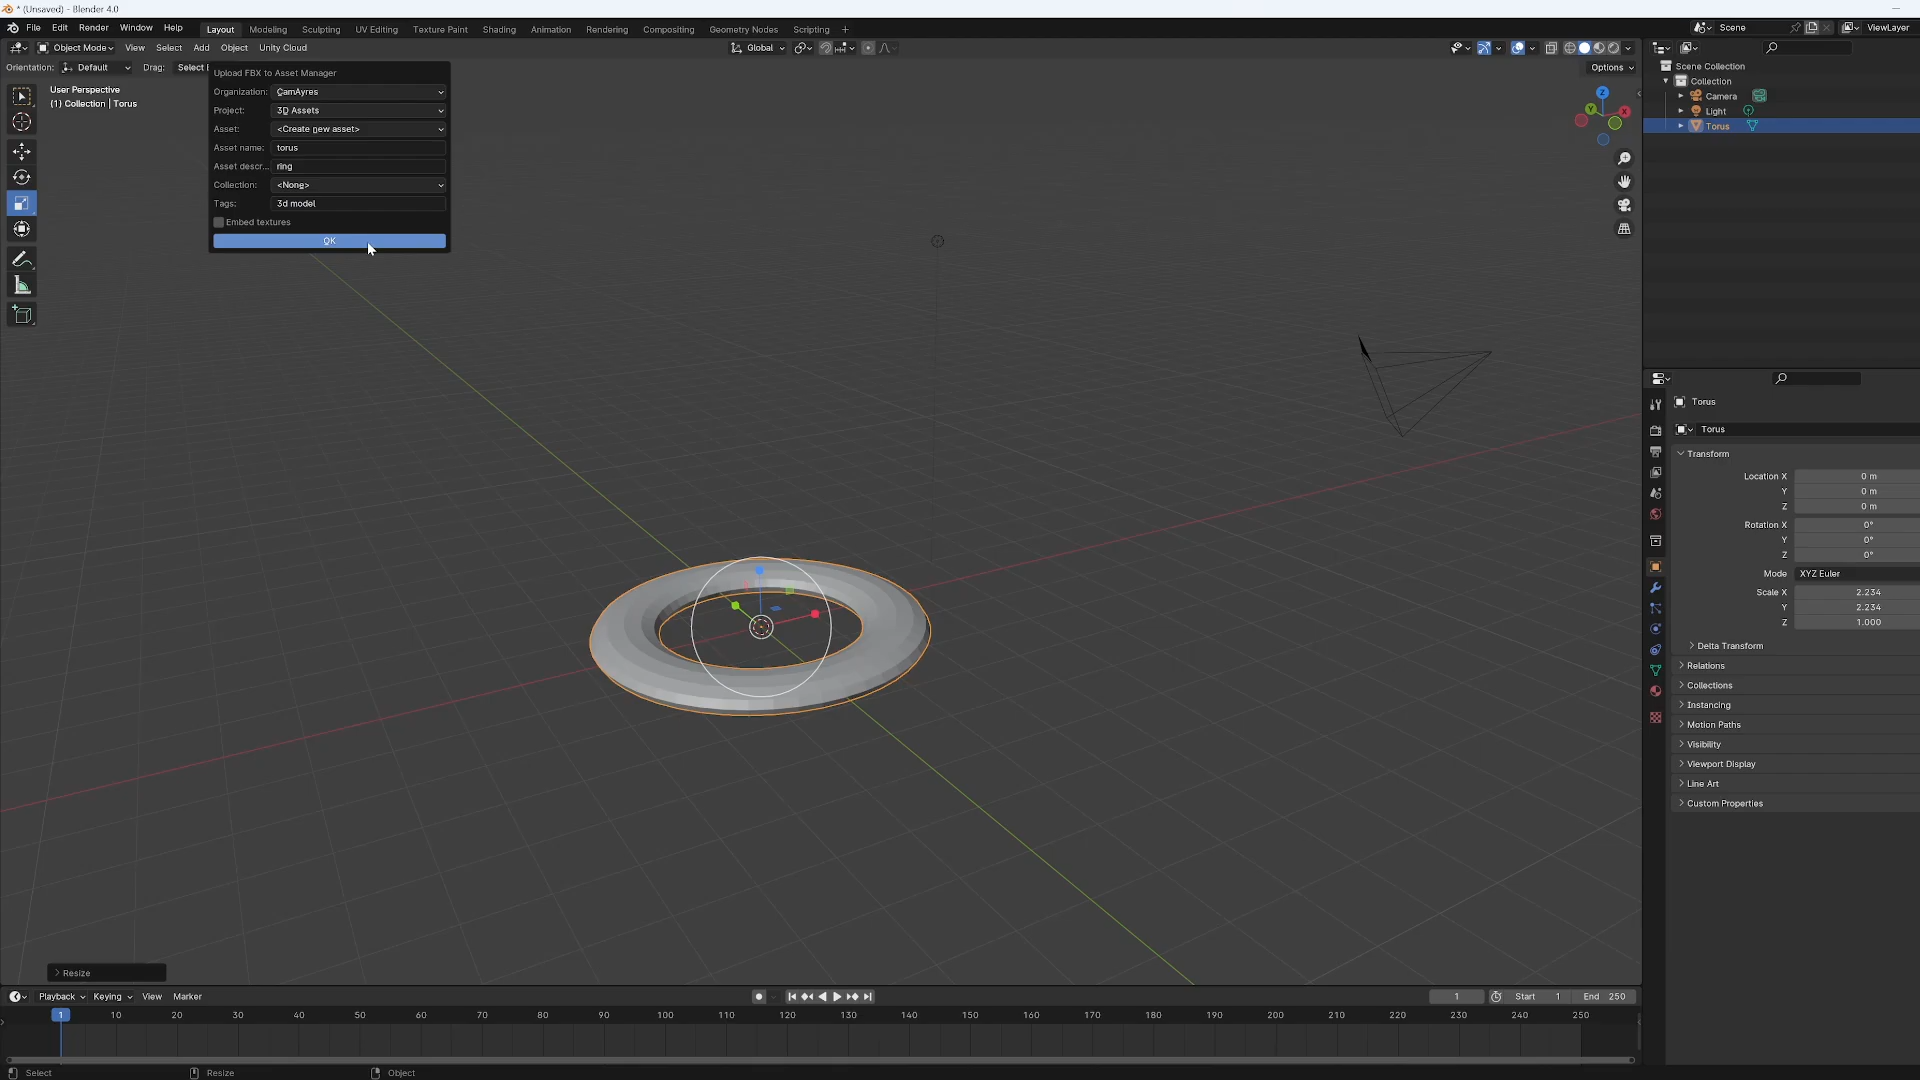 * (Unsaved) - Blender 4.0
File Edit Render Window Help Layout Modeling Sculpting UV Editing Texture Paint Shading Animation Rendering Compositing Geometry Nodes Scripting + Scene ViewLayer
Object Mode View Select Add Object Unity Cloud Global
Orientation: Default Drag: Select Options
User Perspective
(1) Collection | Torus
Upload FBX to Asset Manager
Organization: CamAyres
Project: 3D Assets
Asset: <Create new asset>
Asset name: torus
Asset descr... ring
Collection: <None>
Tags: 3d model
Embed textures
OK
Z
Y X
Scene Collection
Collection
Camera
Light
Torus
Torus
Torus
Transform
Location X 0 m
Y 0 m
Z 0 m
Rotation X 0°
Y 0°
Z 0°
Mode XYZ Euler
Scale X 2.234
Y 2.234
Z 1.000
Delta Transform
Relations
Collections
Instancing
Motion Paths
Visibility
Viewport Display
Line Art
Custom Properties
Resize
Playback Keying View Marker 1 Start 1 End 250
1 10 20 30 40 50 60 70 80 90 100 110 120 130 140 150 160 170 180 190 200 210 220 230 240 250
Select Resize Object